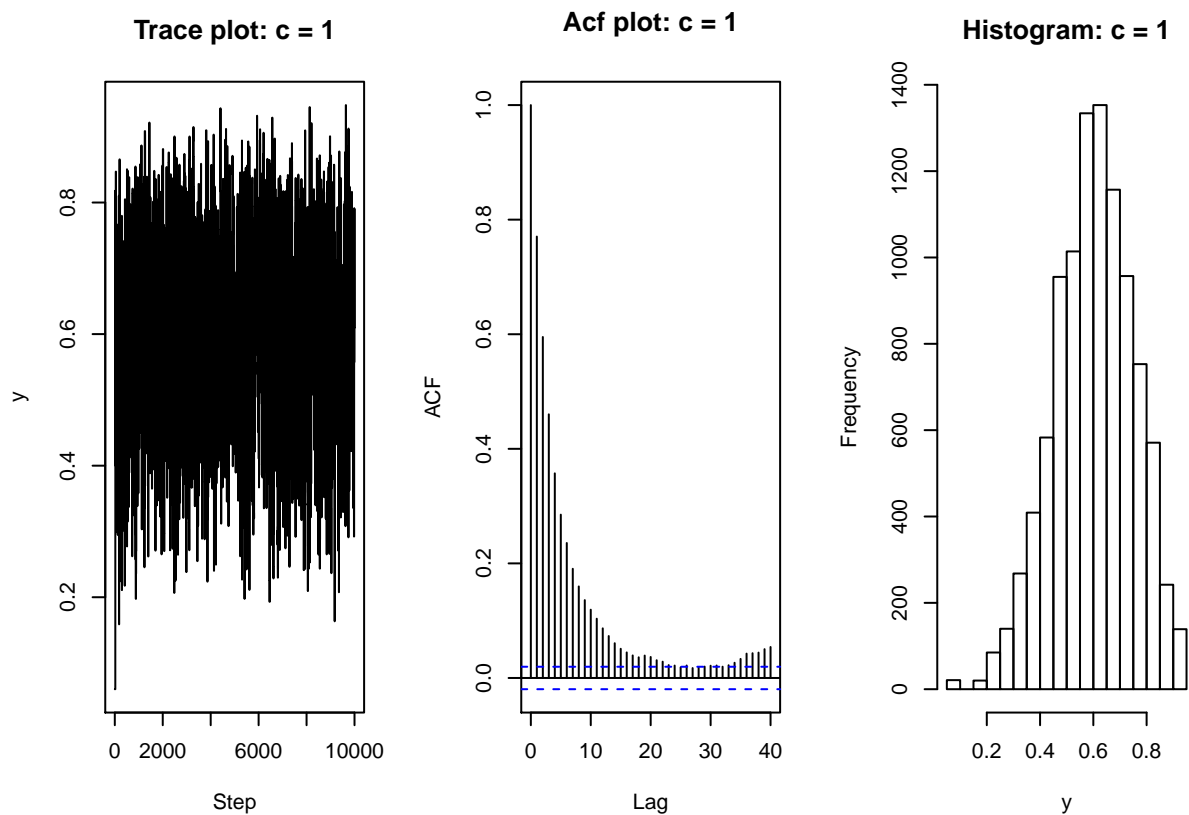 Trace plot: c = 1
0.8
0.6
0.4
0.2
y
0 2000 6000 10000
Step
Acf plot: c = 1
1.0
0.8
0.6
0.4
0.2
0.0
ACF
0 10 20 30 40
Lag
Histogram: c = 1
1400
1200
1000
800
600
400
200
0
Frequency
0.2 0.4 0.6 0.8
y